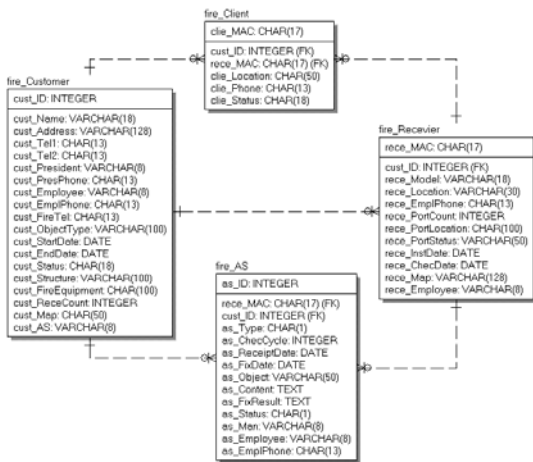 fire_Client
clie_MAC: CHAR(17)
cust_ID: INTEGER (FK)
rece_MAC: CHAR(17) (FK)
clie_Location: CHAR(50)
clie_Phone: CHAR(13)
clie_Status: CHAR(18)
fire_Customer
cust_ID: INTEGER
cust_Name: VARCHAR(18)
cust_Address: VARCHAR(128)
cust_Tel1: CHAR(13)
cust_Tel2: CHAR(13)
cust_President: VARCHAR(8)
cust_PresPhone: CHAR(13)
cust_Employee: VARCHAR(8)
cust_EmplPhone: CHAR(13)
cust_FireTel: CHAR(13)
cust_ObjectType: VARCHAR(100)
cust_StartDate: DATE
cust_EndDate: DATE
cust_Status: CHAR(18)
cust_Structure: VARCHAR(100)
cust_FireEquipment: CHAR(100)
cust_ReceCount: INTEGER
cust_Map: CHAR(50)
cust_AS: VARCHAR(8)
fire_Recevier
rece_MAC: CHAR(17)
cust_ID: INTEGER (FK)
rece_Model: VARCHAR(18)
rece_Location: VARCHAR(30)
rece_EmplPhone: CHAR(13)
rece_PortCount: INTEGER
rece_PortLocation: CHAR(100)
rece_PortStatus: VARCHAR(50)
rece_InstDate: DATE
rece_ChecDate: DATE
rece_Map: VARCHAR(128)
rece_Employee: VARCHAR(8)
fire_AS
as_ID: INTEGER
rece_MAC: CHAR(17) (FK)
cust_ID: INTEGER (FK)
as_Type: CHAR(1)
as_ChecCycle: INTEGER
as_ReceiptDate: DATE
as_FixDate: DATE
as_Object: VARCHAR(50)
as_Content: TEXT
as_FixResult: TEXT
as_Status: CHAR(1)
as_Man: VARCHAR(8)
as_Employee: VARCHAR(8)
as_EmplPhone: CHAR(13)